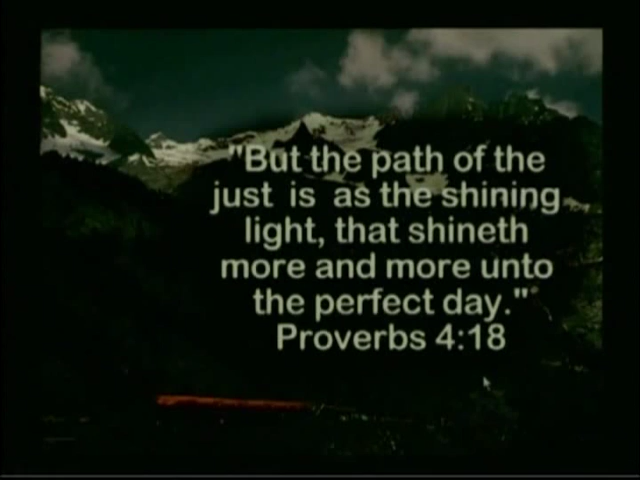 "But the path of the
just is as the shining
light, that shineth
more and more unto
the perfect day."
Proverbs 4:18